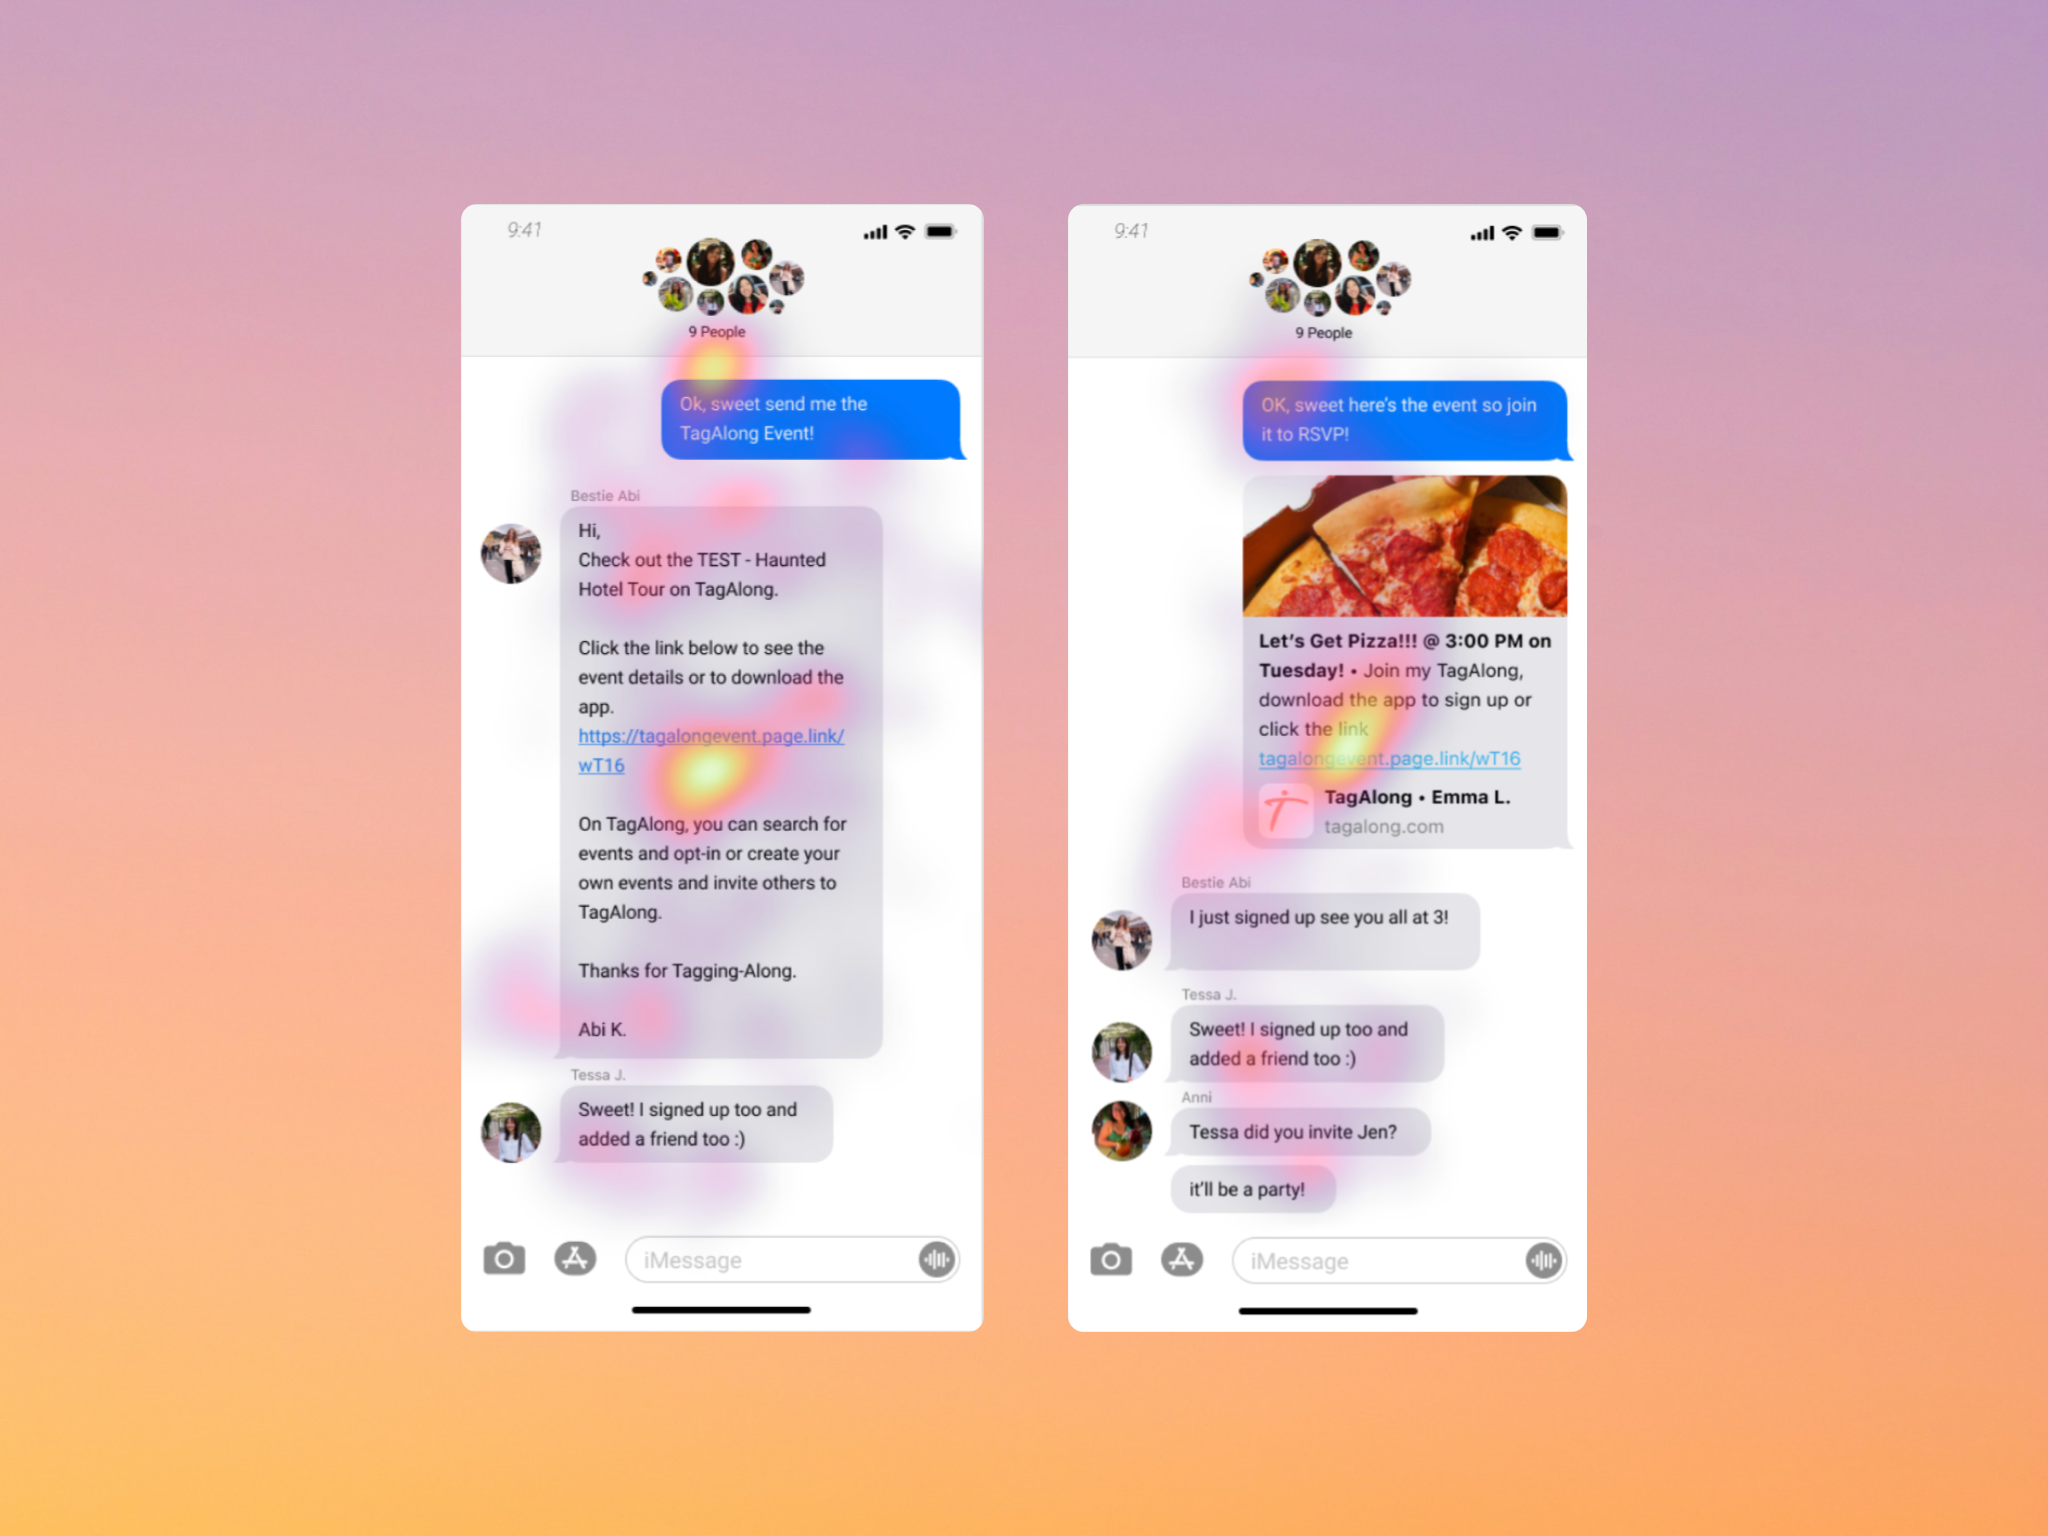 9:41
9 People
Ok, sweet send me the
TagAlong Event!
Bestie Abi
Hi,
Check out the TEST - Haunted
Hotel Tour on TagAlong.
Click the link below to see the
event details or to download the
app.
https://tagalongevent.page.link/
wT16
On TagAlong, you can search for
events and opt-in or create your
own events and invite others to
TagAlong.
Thanks for Tagging-Along.
Abi K.
Tessa J.
Sweet! I signed up too and
added a friend too :)
iMessage
9:41
9 People
OK, sweet here's the event so join
it to RSVP!
Let's Get Pizza!!! @ 3:00 PM on
Tuesday! • Join my TagAlong,
download the app to sign up or
click the link
tagalongevent.page.link/wT16
TagAlong • Emma L.
tagalong.com
Bestie Abi
I just signed up see you all at 3!
Tessa J.
Sweet! I signed up too and
added a friend too :)
Anni
Tessa did you invite Jen?
it'll be a party!
iMessage